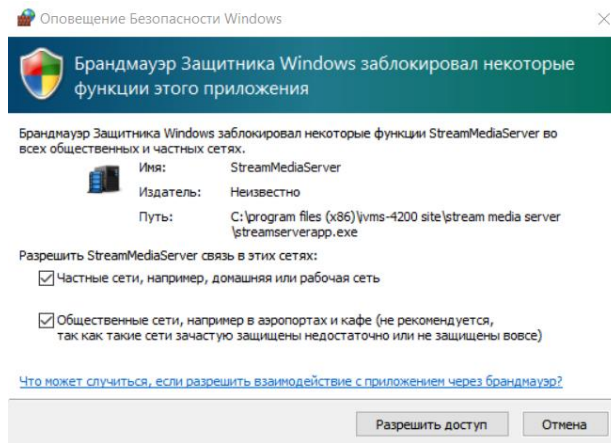 Оповещение Безопасности Windows
Брандмауэр Защитника Windows заблокировал некоторые
функции этого приложения
Брандмауэр Защитника Windows заблокировал некоторые функции StreamMediaServer во
всех общественных и частных сетях.
Имя: StreamMediaServer
Издатель: Неизвестно
Путь: C:\program files (x86)\ivms-4200 site\stream media server
\streamserverapp.exe
Разрешить StreamMediaServer связь в этих сетях:
Частные сети, например, домашняя или рабочая сеть
Общественные сети, например в аэропортах и кафе (не рекомендуется,
так как такие сети зачастую защищены недостаточно или не защищены вовсе)
Что может случиться, если разрешить взаимодействие с приложением через брандмауэр?
Разрешить доступ Отмена